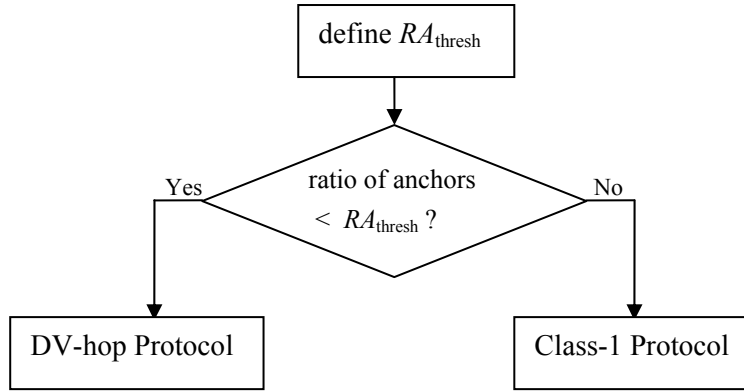 define RAthresh
Yes
ratio of anchors
No
< RAthresh ?
DV-hop Protocol
Class-1 Protocol